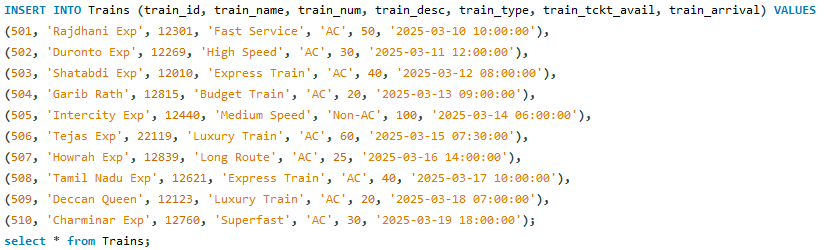 INSERT INTO Trains (train_id, train_name, train_num, train_desc, train_type, train_tckt_avail, train_arrival) VALUES
(501, 'Rajdhani Exp', 12301, 'Fast Service', 'AC', 50, '2025-03-10 10:00:00'),
(502, 'Duronto Exp', 12269, 'High Speed', 'AC', 30, '2025-03-11 12:00:00'),
(503, 'Shatabdi Exp', 12010, 'Express Train', 'AC', 40, '2025-03-12 08:00:00'),
(504, 'Garib Rath', 12815, 'Budget Train', 'AC', 20, '2025-03-13 09:00:00'),
(505, 'Intercity Exp', 12440, 'Medium Speed', 'Non-AC', 100, '2025-03-14 06:00:00'),
(506, 'Tejas Exp', 22119, 'Luxury Train', 'AC', 60, '2025-03-15 07:30:00'),
(507, 'Howrah Exp', 12839, 'Long Route', 'AC', 25, '2025-03-16 14:00:00'),
(508, 'Tamil Nadu Exp', 12621, 'Express Train', 'AC', 40, '2025-03-17 10:00:00'),
(509, 'Deccan Queen', 12123, 'Luxury Train', 'AC', 20, '2025-03-18 07:00:00'),
(510, 'Charminar Exp', 12760, 'Superfast', 'AC', 30, '2025-03-19 18:00:00');
select * from Trains;